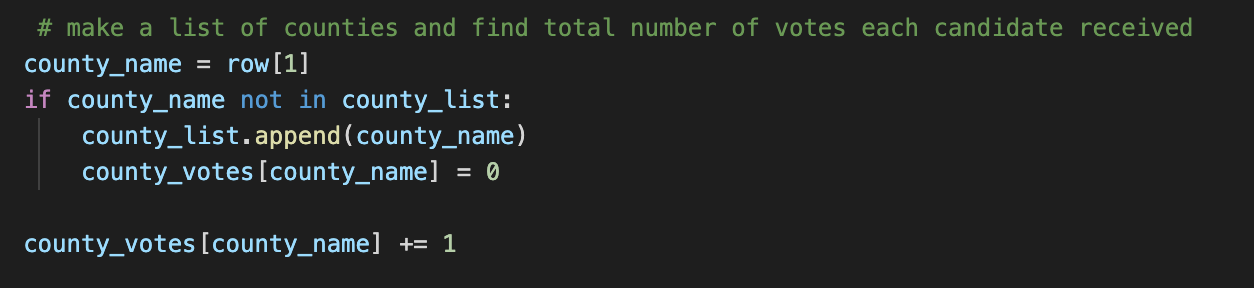 # make a list of counties and find total number of votes each candidate received
county_name = row[1]
if county_name not in county_list:
    county_list.append(county_name)
    county_votes[county_name] = 0

county_votes[county_name] += 1